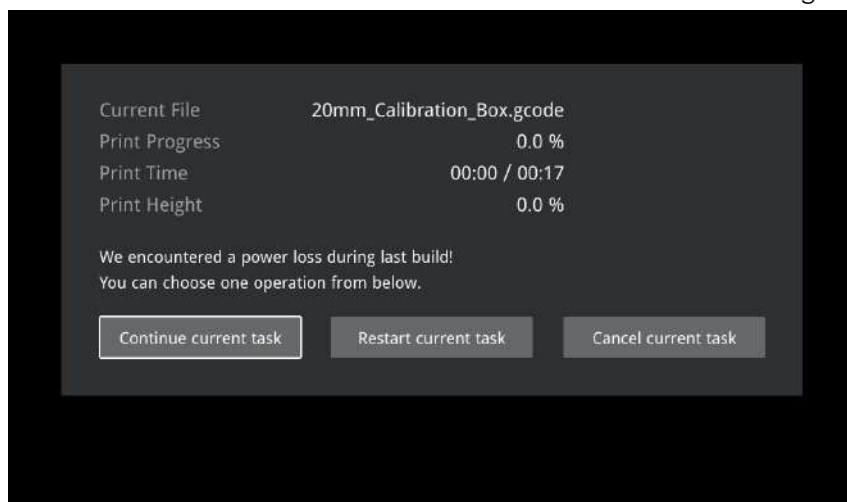 Current File 20mm_Calibration_Box.gcode
Print Progress 0.0 %
Print Time 00:00 / 00:17
Print Height 0.0 %
We encountered a power loss during last build!
You can choose one operation from below.
Continue current task Restart current task Cancel current task